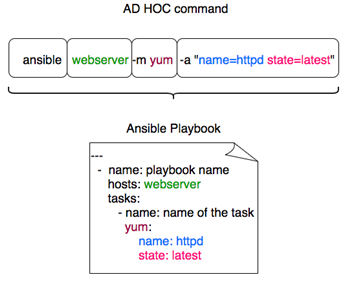 AD HOC command
ansible webserver -m yum -a "name=httpd state=latest"
Ansible Playbook
---
- name: playbook name
hosts: webserver
tasks:
- name: name of the task
yum:
name: httpd
state: latest